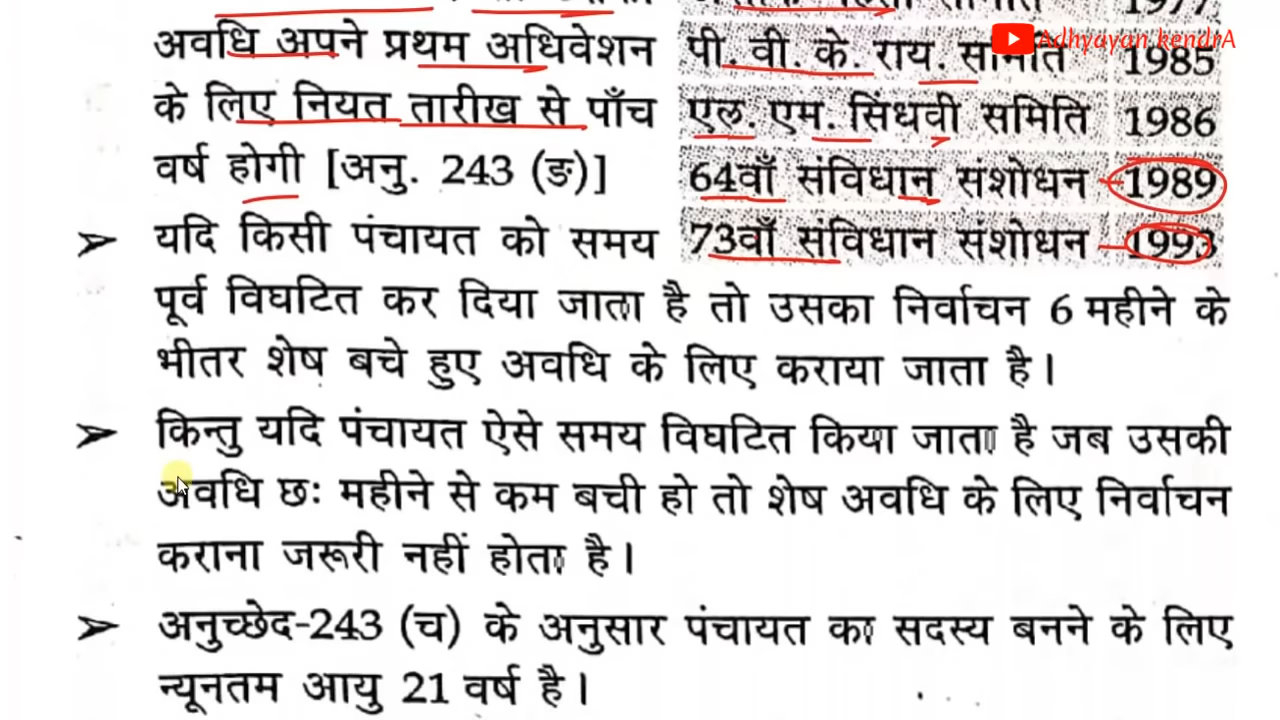 Adhyayan kendrA
अवधि अपने प्रथम अधिवेशन
के लिए नियत तारीख से पाँच
वर्ष होगी [अनु. 243 (ङ)]
पी. वी. के. राय. समिति 1985
एल. एम. सिंधवी समिति 1986
64वाँ संविधान संशोधन 1989
73वाँ संविधान संशोधन 1993
➤ यदि किसी पंचायत को समय
पूर्व विघटित कर दिया जाता है तो उसका निर्वाचन 6 महीने के
भीतर शेष बचे हुए अवधि के लिए कराया जाता है।
➤ किन्तु यदि पंचायत ऐसे समय विघटित किया जाता है जब उसकी
अवधि छः महीने से कम बची हो तो शेष अवधि के लिए निर्वाचन
कराना जरूरी नहीं होता है।
➤ अनुच्छेद-243 (च) के अनुसार पंचायत का सदस्य बनने के लिए
न्यूनतम आयु 21 वर्ष है।